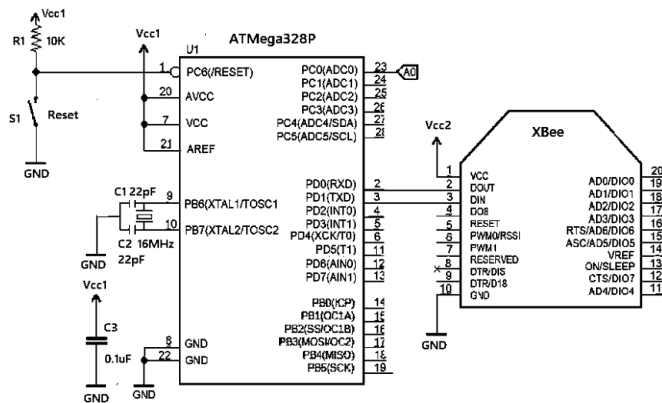 Vcc1
R1
10K
S1
Reset
GND
ATMega328P
U1
Vcc1
1 PC6(/RESET)
20 AVCC
7 VCC
21 AREF
C1 22pF
9 PB6(XTAL1/TOSC1
10 PB7(XTAL2/TOSC2
C2 16MHz
22pF
GND
Vcc1
C3
0.1uF
GND
8 GND
22 GND
GND
PC0(ADC0) 23 A0
PC1(ADC1) 24
PC2(ADC2) 25
PC3(ADC3) 26
PC4(ADC4/SDA) 27
PC5(ADC5/SCL) 28
PD0(RXD) 2
PD1(TXD) 3
PD2(INT0) 4
PD3(INT1) 5
PD4(XCK/T0) 6
PD5(T1) 11
PD6(AIN0) 12
PD7(AIN1) 13
PB0(ICP) 14
PB1(OC1A) 15
PB2(SS/OC1B) 16
PB3(MOSI/OC2) 17
PB4(MISO) 18
PB5(SCK) 19
XBee
Vcc2
1 VCC
2 DOUT
3 DIN
4 DO8
5 RESET
6 PWM0/RSSI
7 PWM1
8 RESERVED
9 DTR/DIS
10 DTR/D18
GND
GND
AD0/DIO0 20
AD1/DIO1 19
AD2/DIO2 18
AD3/DIO3 17
RTS/AD6/DIO6 16
ASC/AD5/DIO5 15
VREF 14
ON/SLEEP 13
CTS/DIO7 12
AD4/DIO4 11